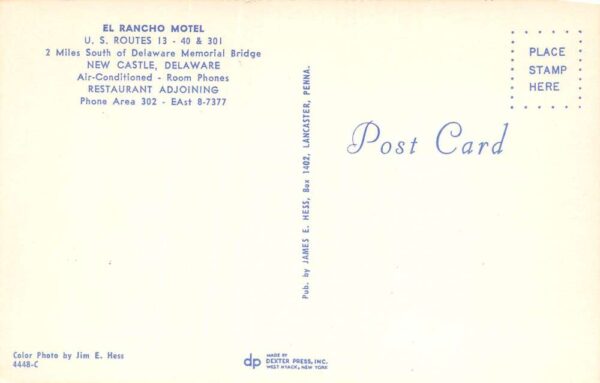 EL RANCHO MOTEL
U. S. ROUTES 13 - 40 & 301
2 Miles South of Delaware Memorial Bridge
NEW CASTLE, DELAWARE
Air-Conditioned - Room Phones
RESTAURANT ADJOINING
Phone Area 302 - EAst 8-7377
PLACE
STAMP
HERE
Post Card
Pub. by JAMES E. HESS, Box 1402, LANCASTER, PENNA.
Color Photo by Jim E. Hess
4448-C
dp
MADE BY
DEXTER PRESS, INC.
WEST NYACK, NEW YORK